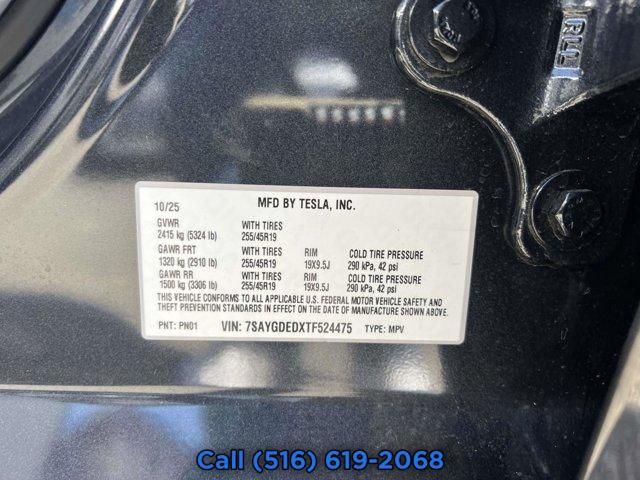 RLC
10/25 MFD BY TESLA, INC.
GVWR WITH TIRES
2415 kg (5324 lb) 255/45R19
GAWR FRT WITH TIRES RIM COLD TIRE PRESSURE
1320 kg (2910 lb) 255/45R19 19X9.5J 290 kPa, 42 psi
GAWR RR WITH TIRES RIM COLD TIRE PRESSURE
1500 kg (3306 lb) 255/45R19 19X9.5J 290 kPa, 42 psi
THIS VEHICLE CONFORMS TO ALL APPLICABLE U.S. FEDERAL MOTOR VEHICLE SAFETY AND
THEFT PREVENTION STANDARDS IN EFFECT ON THE DATE OF MANUFACTURE SHOWN ABOVE.
PNT: PN01 VIN: 7SAYGDEDXTF524475 TYPE: MPV
Call (516) 619-2068